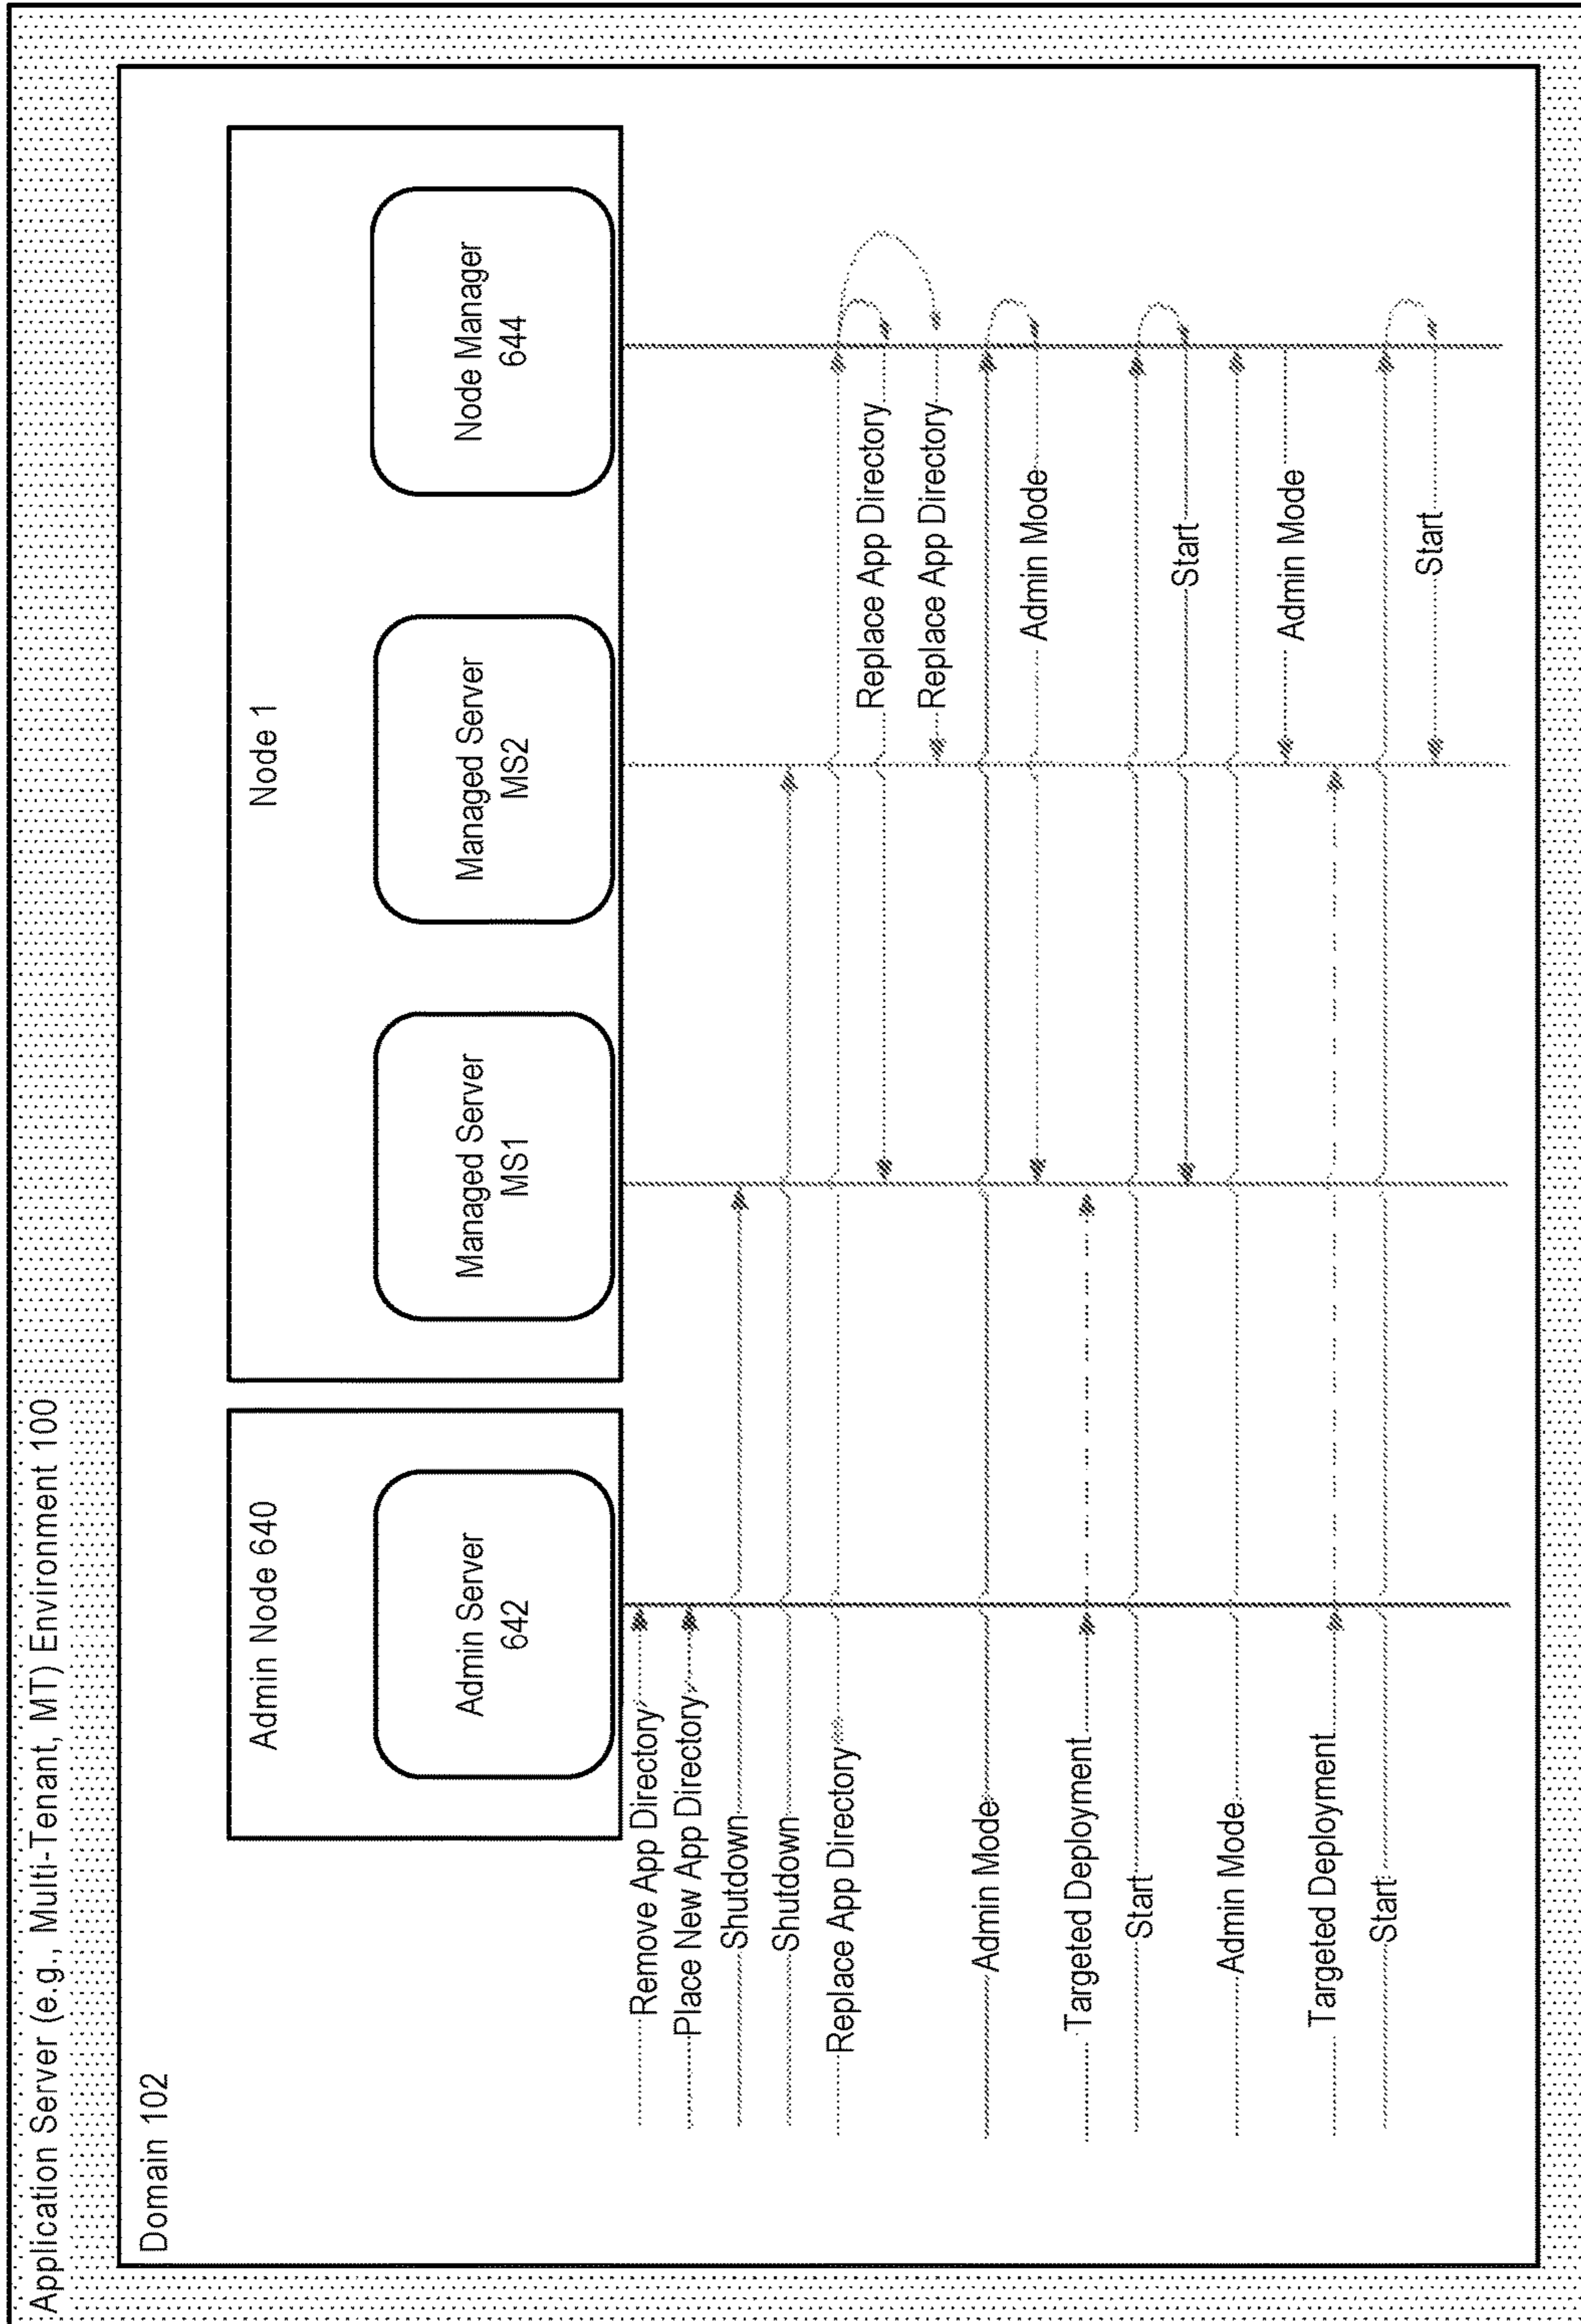 Application Server (e.g., Multi-Tenant, MT) Environment 100
Domain 102
Admin Node 640
Admin Server
642
Node 1
Managed Server
MS1
Managed Server
MS2
Node Manager
644
Remove App Directory
Place New App Directory
Shutdown
Shutdown
Replace App Directory
Replace App Directory
Replace App Directory
Admin Mode
Admin Mode
Targeted Deployment
Start
Start
Admin Mode
Admin Mode
Targeted Deployment
Start
Start